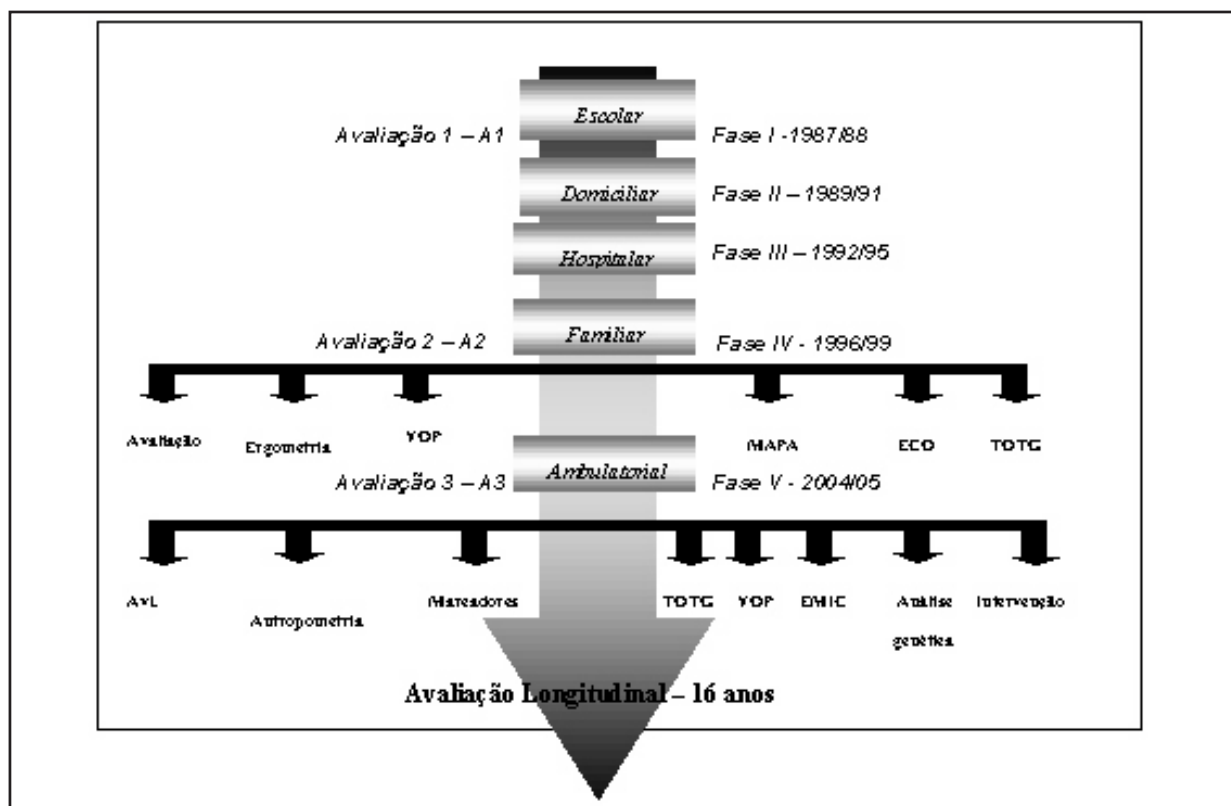 Escolar
Avaliação 1 – A1
Fase I -1987/88
Domiciliar
Fase II – 1989/91
Hospitalar
Fase III – 1992/95
Familiar
Avaliação 2 – A2
Fase IV - 1996/99
Avaliação
Ergometria
VOP
MAPA
ECO
TOTG
Ambulatorial
Avaliação 3 – A3
Fase V - 2004/05
Antropometria
Marcadores
TOTG
VOP
EMIC
Análise
genética
Intervenção
Avaliação Longitudinal – 16 anos